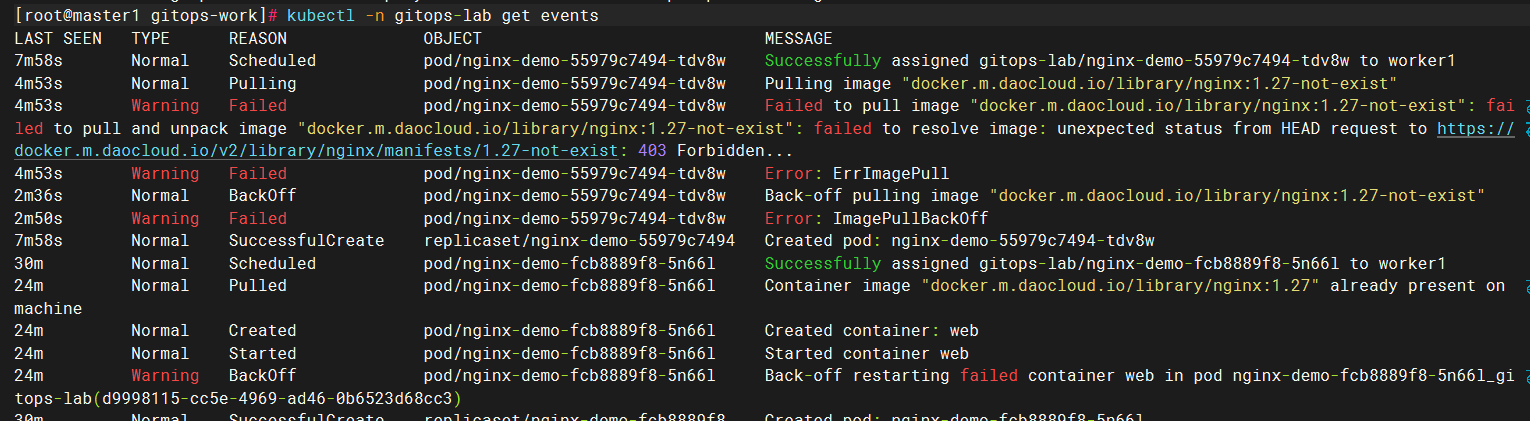 [root@master1 gitops-work]# kubectl -n gitops-lab get events
LAST SEEN   TYPE      REASON             OBJECT                             MESSAGE
7m58s       Normal    Scheduled          pod/nginx-demo-55979c7494-tdv8w    Successfully assigned gitops-lab/nginx-demo-55979c7494-tdv8w to worker1
4m53s       Normal    Pulling            pod/nginx-demo-55979c7494-tdv8w    Pulling image "docker.m.daocloud.io/library/nginx:1.27-not-exist"
4m53s       Warning   Failed             pod/nginx-demo-55979c7494-tdv8w    Failed to pull image "docker.m.daocloud.io/library/nginx:1.27-not-exist": fai
led to pull and unpack image "docker.m.daocloud.io/library/nginx:1.27-not-exist": failed to resolve image: unexpected status from HEAD request to https://
docker.m.daocloud.io/v2/library/nginx/manifests/1.27-not-exist: 403 Forbidden...
4m53s       Warning   Failed             pod/nginx-demo-55979c7494-tdv8w    Error: ErrImagePull
2m36s       Normal    BackOff            pod/nginx-demo-55979c7494-tdv8w    Back-off pulling image "docker.m.daocloud.io/library/nginx:1.27-not-exist"
2m50s       Warning   Failed             pod/nginx-demo-55979c7494-tdv8w    Error: ImagePullBackOff
7m58s       Normal    SuccessfulCreate   replicaset/nginx-demo-55979c7494   Created pod: nginx-demo-55979c7494-tdv8w
30m         Normal    Scheduled          pod/nginx-demo-fcb8889f8-5n66l     Successfully assigned gitops-lab/nginx-demo-fcb8889f8-5n66l to worker1
24m         Normal    Pulled             pod/nginx-demo-fcb8889f8-5n66l     Container image "docker.m.daocloud.io/library/nginx:1.27" already present on
machine
24m         Normal    Created            pod/nginx-demo-fcb8889f8-5n66l     Created container: web
24m         Normal    Started            pod/nginx-demo-fcb8889f8-5n66l     Started container web
24m         Warning   BackOff            pod/nginx-demo-fcb8889f8-5n66l     Back-off restarting failed container web in pod nginx-demo-fcb8889f8-5n66l_gi
tops-lab(d9998115-cc5e-4969-ad46-0b6523d68cc3)
30m         Normal    SuccessfulCreate   replicaset/nginx-demo-fcb8889f8    Created pod: nginx-demo-fcb8889f8-5n66l